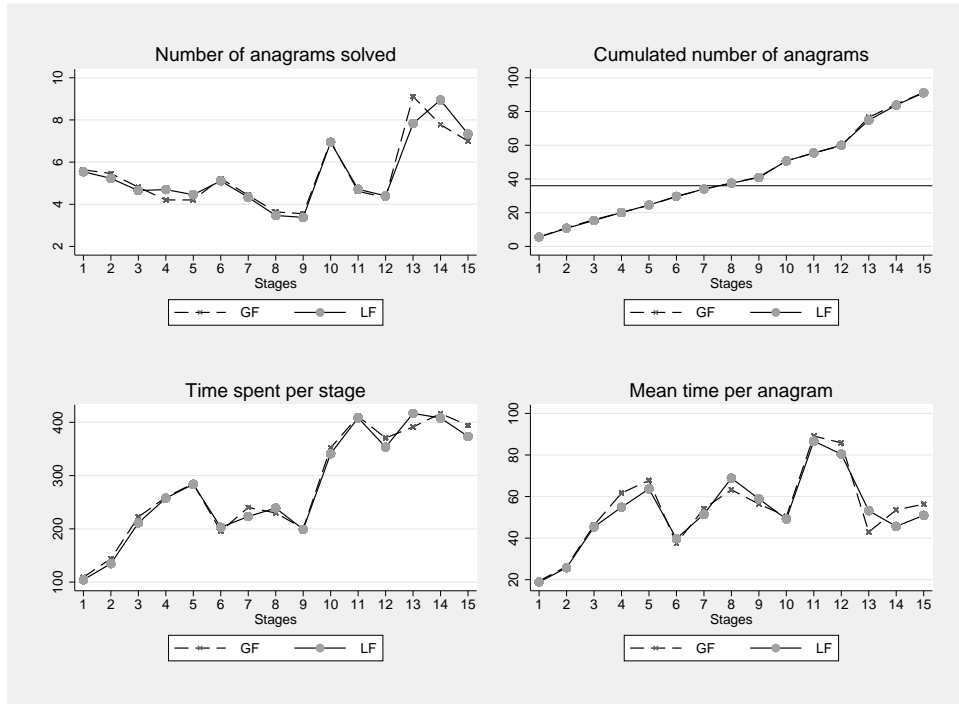 Number of anagrams solved
10
8
6
4
2
1 2 3 4 5 6 7 8 9 10 11 12 13 14 15
Stages
GF LF
Cumulated number of anagrams
100
80
60
40
20
0
1 2 3 4 5 6 7 8 9 10 11 12 13 14 15
Stages
GF LF
Time spent per stage
400
300
200
100
1 2 3 4 5 6 7 8 9 10 11 12 13 14 15
Stages
GF LF
Mean time per anagram
100
80
60
40
20
1 2 3 4 5 6 7 8 9 10 11 12 13 14 15
Stages
GF LF